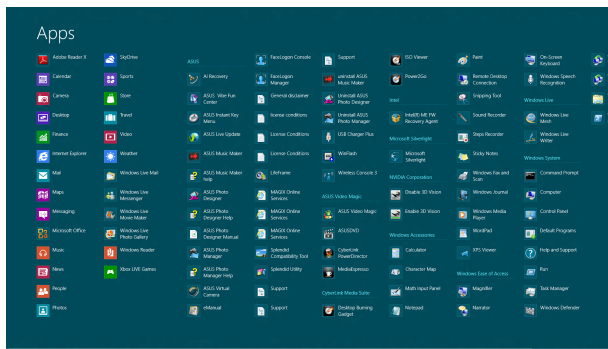 Apps
Adobe Reader X
Calendar
Camera
Desktop
Finance
Internet Explorer
Mail
Maps
Messaging
Microsoft Office
Music
News
People
Photos
SkyDrive
Sports
Store
Travel
Video
Weather
Windows Live Mail
Windows Live
Messenger
Windows Live
Movie Maker
Windows Live
Photo Gallery
Windows Reader
Xbox LIVE Games
ASUS
AI Recovery
ASUS Vibe Fun
Center
ASUS Instant Key
Menu
ASUS Live Update
ASUS Music Maker
ASUS Music Maker
help
ASUS Photo
Designer
ASUS Photo
Designer Help
ASUS Photo
Designer Manual
ASUS Photo
Manager
ASUS Photo
Manager Help
ASUS Virtual
Camera
eManual
FaceLogon Console
FaceLogon
Manager
General disclaimer
license conditions
License Conditions
License Conditions
LifeFrame
MAGIX Online
Services
MAGIX Online
Services
MAGIX Online
Services
Splendid
Compatibility Tool
Splendid Utility
Support
Support
Support
uninstall ASUS
Music Maker
Uninstall ASUS
Photo Designer
Uninstall ASUS
Photo Manager
USB Charger Plus
WinFlash
Wireless Console 3
ASUS Video Magic
ASUS Video Magic
ASUSDVD
CyberLink
PowerDirector
MediaEspresso
CyberLink Media Suite
Desktop Burning
Gadget
ISO Viewer
Power2Go
Intel
Intel(R) ME FW
Recovery Agent
Microsoft Silverlight
Microsoft
Silverlight
NVIDIA Corporation
Disable 3D Vision
Enable 3D Vision
Windows Accessories
Calculator
Character Map
Math Input Panel
Notepad
Paint
Remote Desktop
Connection
Snipping Tool
Sound Recorder
Steps Recorder
Sticky Notes
Windows Fax and
Scan
Windows Journal
Windows Media
Player
WordPad
XPS Viewer
Windows Ease of Access
Magnifier
Narrator
On-Screen
Keyboard
Windows Speech
Recognition
Windows Live
Windows Live
Mesh
Windows Live
Writer
Windows System
Command Prompt
Computer
Control Panel
Default Programs
Help and Support
Run
Task Manager
Windows Defender